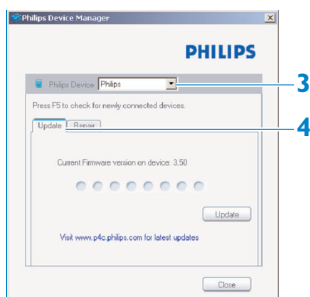 Philips Device Manager
PHILIPS
Philips Device Philips
3
Press F5 to check for newly connected devices.
Update Repair
4
Current Firmware version on device: 3.50
Update
Visit www.p4c.philips.com for latest updates
Close